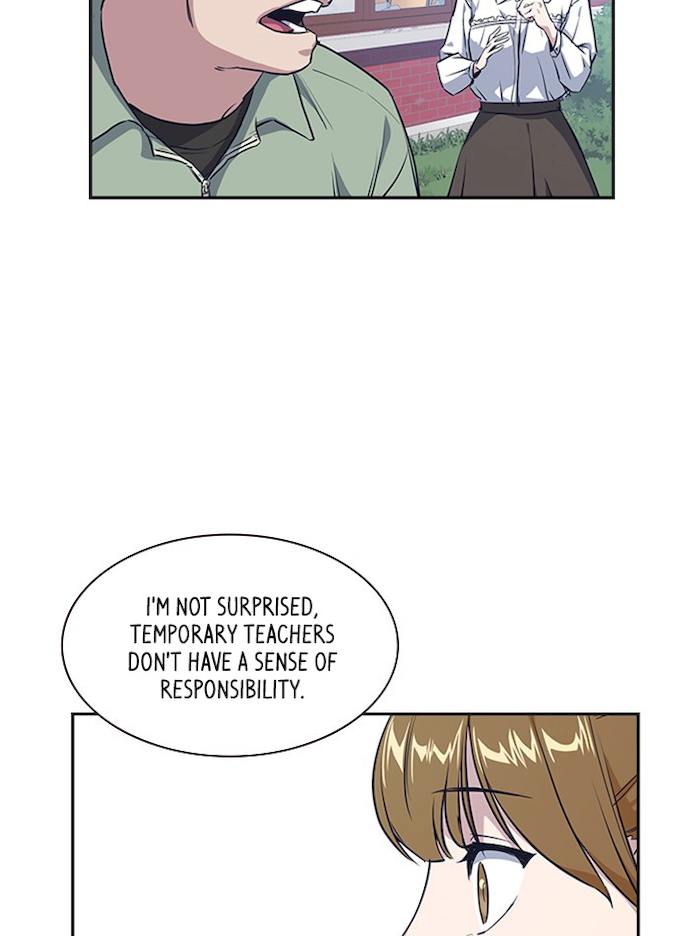 I'M NOT SURPRISED,
TEMPORARY TEACHERS
DON'T HAVE A SENSE OF
RESPONSIBILITY.